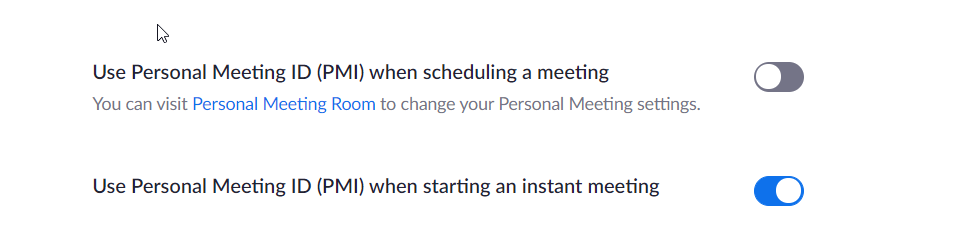 Use Personal Meeting ID (PMI) when scheduling a meeting
You can visit Personal Meeting Room to change your Personal Meeting settings.
Use Personal Meeting ID (PMI) when starting an instant meeting